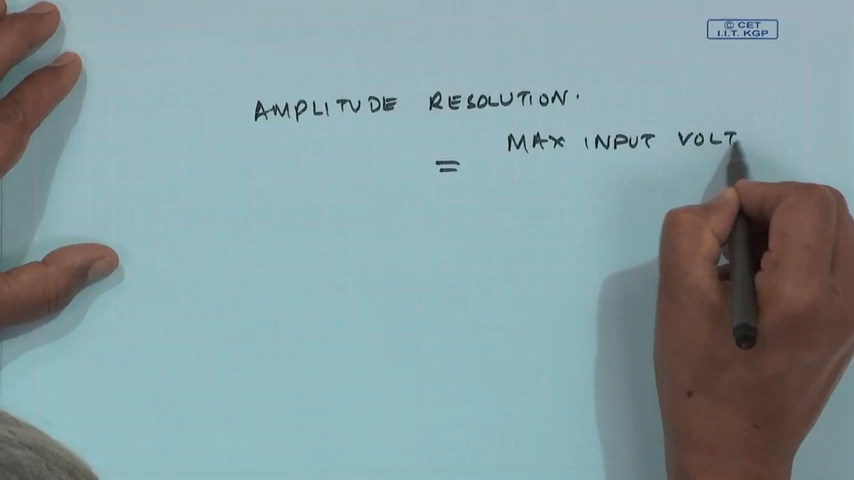 © CET
I.I.T. KGP
AMPLITUDE RESOLUTION.
= MAX INPUT VOLT